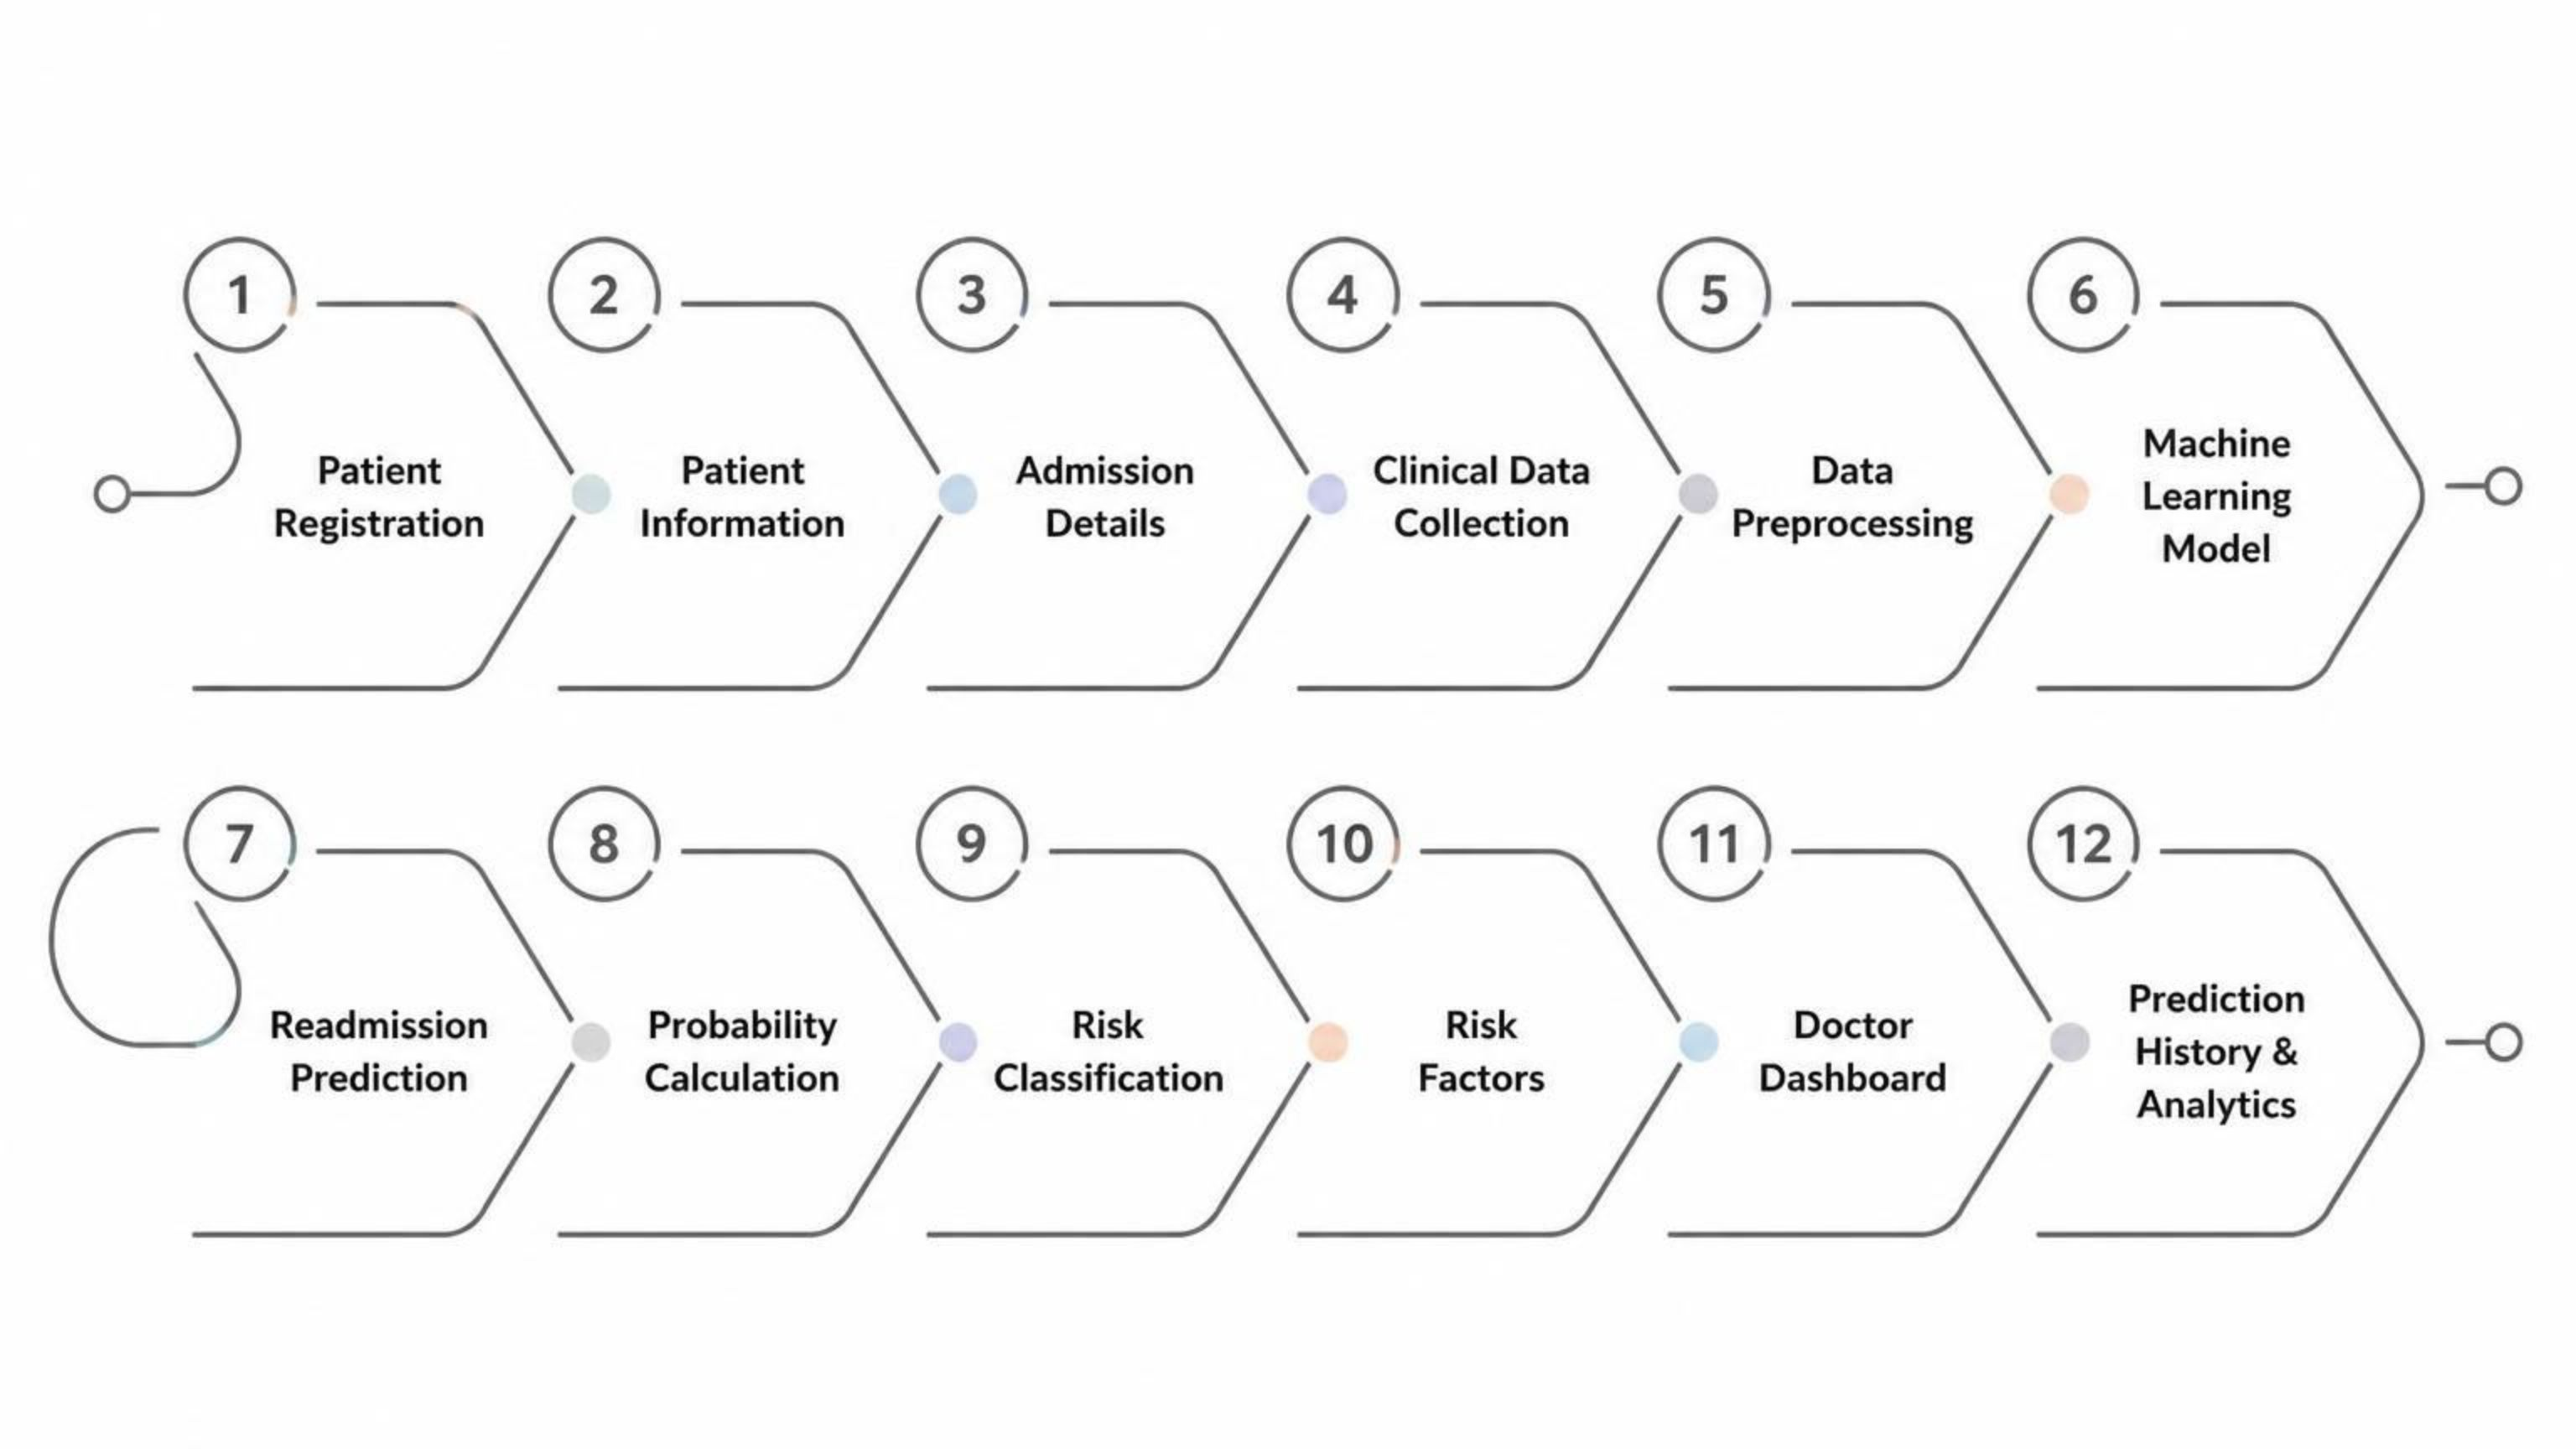 1
Patient
Registration
2
Patient
Information
3
Admission
Details
4
Clinical Data
Collection
5
Data
Preprocessing
6
Machine
Learning
Model
7
Readmission
Prediction
8
Probability
Calculation
9
Risk
Classification
10
Risk
Factors
11
Doctor
Dashboard
12
Prediction
History &
Analytics